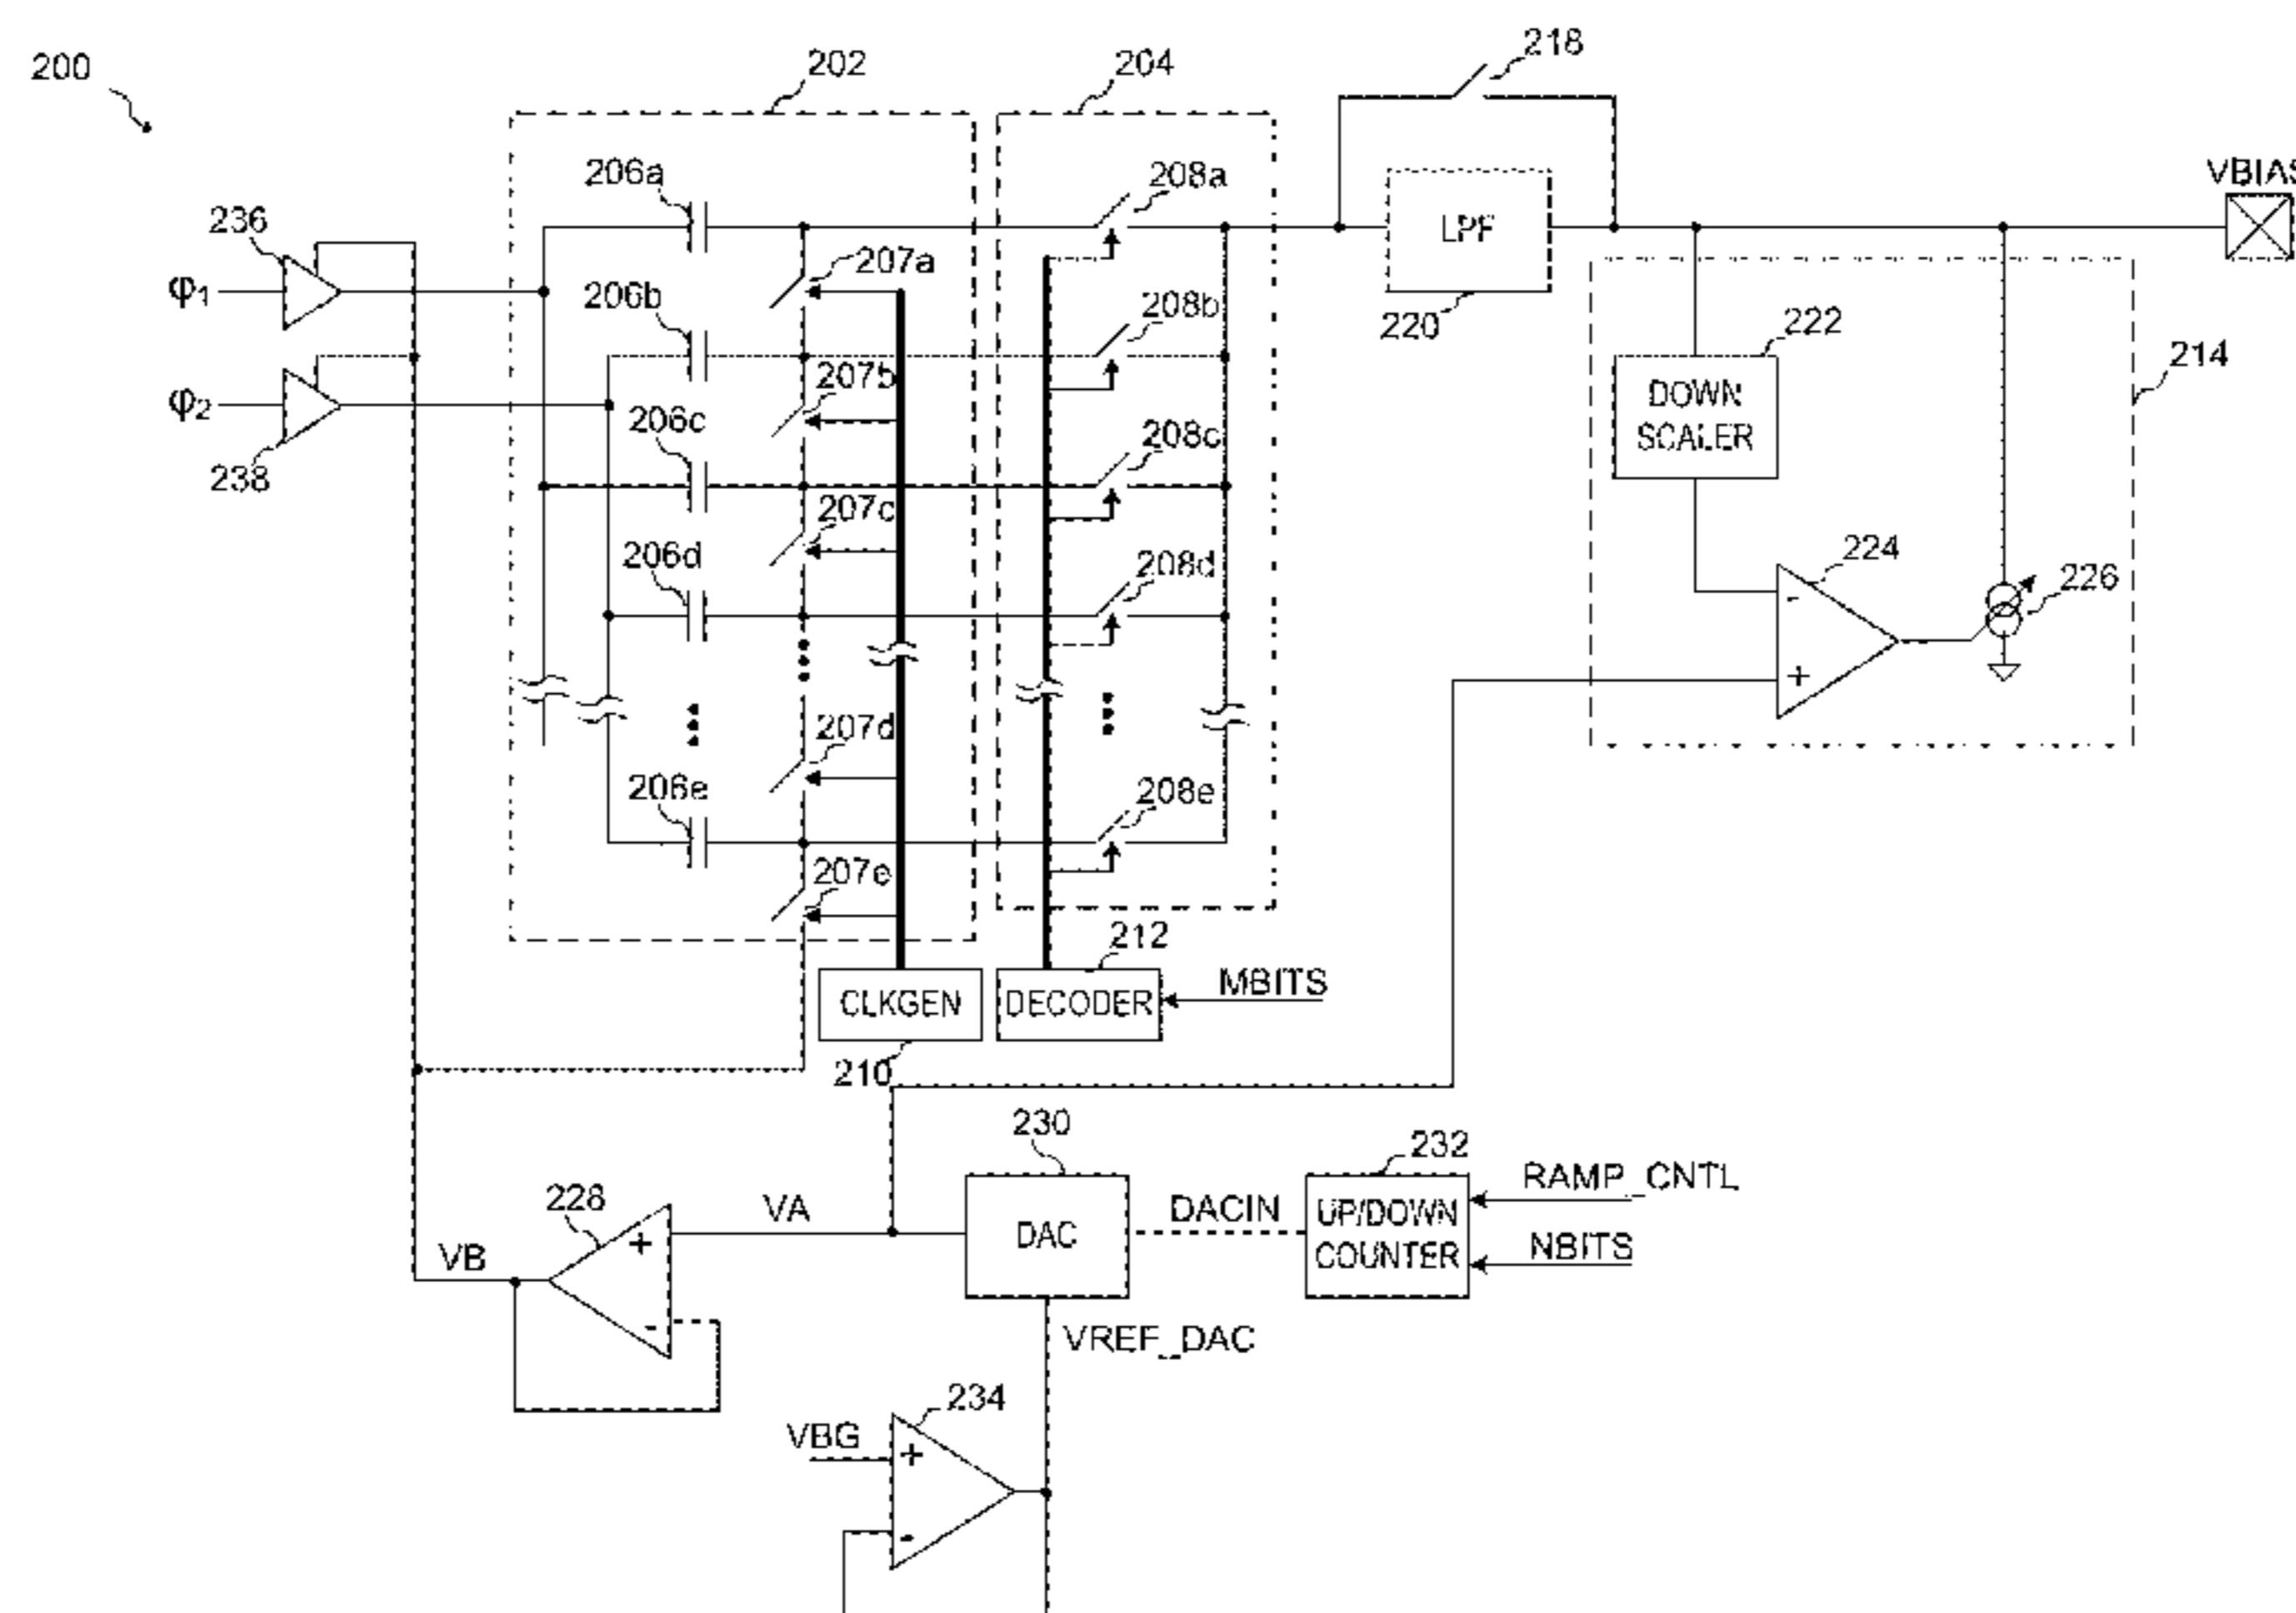 200
202
204
218
206a
208a
VBIAS
236
LPF
φ1
207a
206b
208b
220
222
214
φ2
207b
DOWN
SCALER
206c
208c
238
207c
206d
208d
224
226
-
+
207d
206e
208e
207e
212
MBITS
CLKGEN
DECODER
210
230
232
RAMP_CNTL
228
VA
DACIN
UP/DOWN
COUNTER
+
DAC
VB
NBITS
-
VREF_DAC
234
VBG
+
-